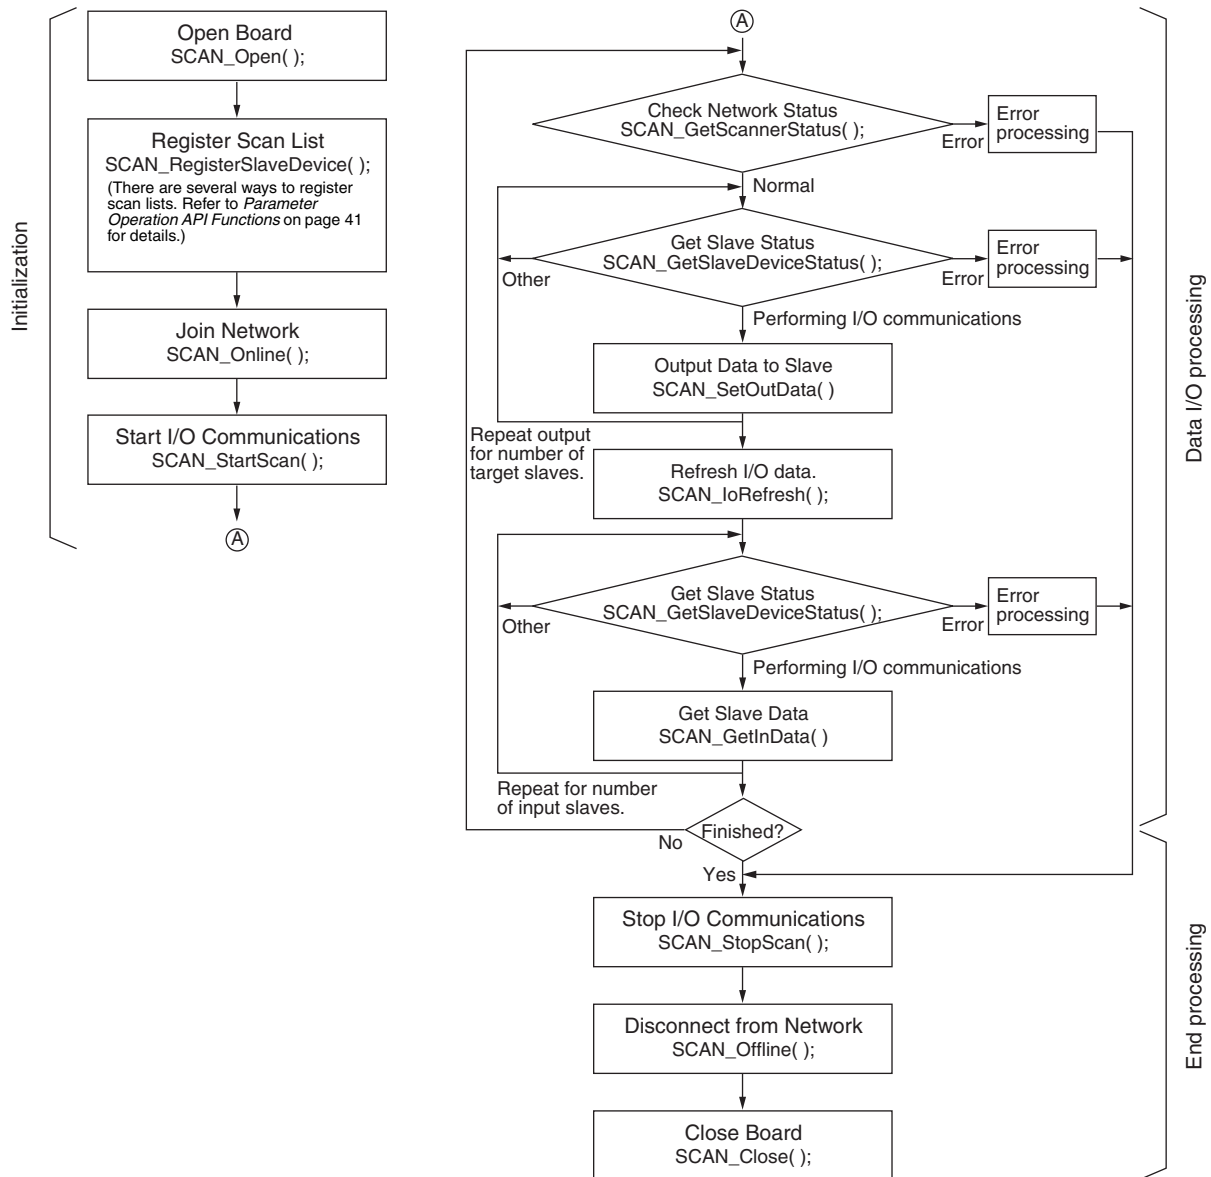 Initialization
Open Board
SCAN_Open( );
Register Scan List
SCAN_RegisterSlaveDevice( );
(There are several ways to register
scan lists. Refer to Parameter
Operation API Functions on page 41
for details.)
Join Network
SCAN_Online( );
Start I/O Communications
SCAN_StartScan( );
A
A
Check Network Status
SCAN_GetScannerStatus( );
Error
Error
processing
Normal
Get Slave Status
SCAN_GetSlaveDeviceStatus( );
Other
Error
Error
processing
Performing I/O communications
Output Data to Slave
SCAN_SetOutData( )
Repeat output
for number of
target slaves.
Refresh I/O data.
SCAN_IoRefresh( );
Get Slave Status
SCAN_GetSlaveDeviceStatus( );
Other
Error
Error
processing
Performing I/O communications
Get Slave Data
SCAN_GetInData( )
Repeat for number
of input slaves.
Finished?
No
Yes
Data I/O processing
Stop I/O Communications
SCAN_StopScan( );
Disconnect from Network
SCAN_Offline( );
Close Board
SCAN_Close( );
End processing